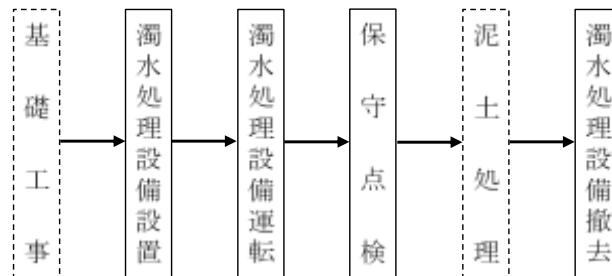 基礎工事
濁水処理設備設置
濁水処理設備運転
保守点検
泥土処理
濁水処理設備撤去